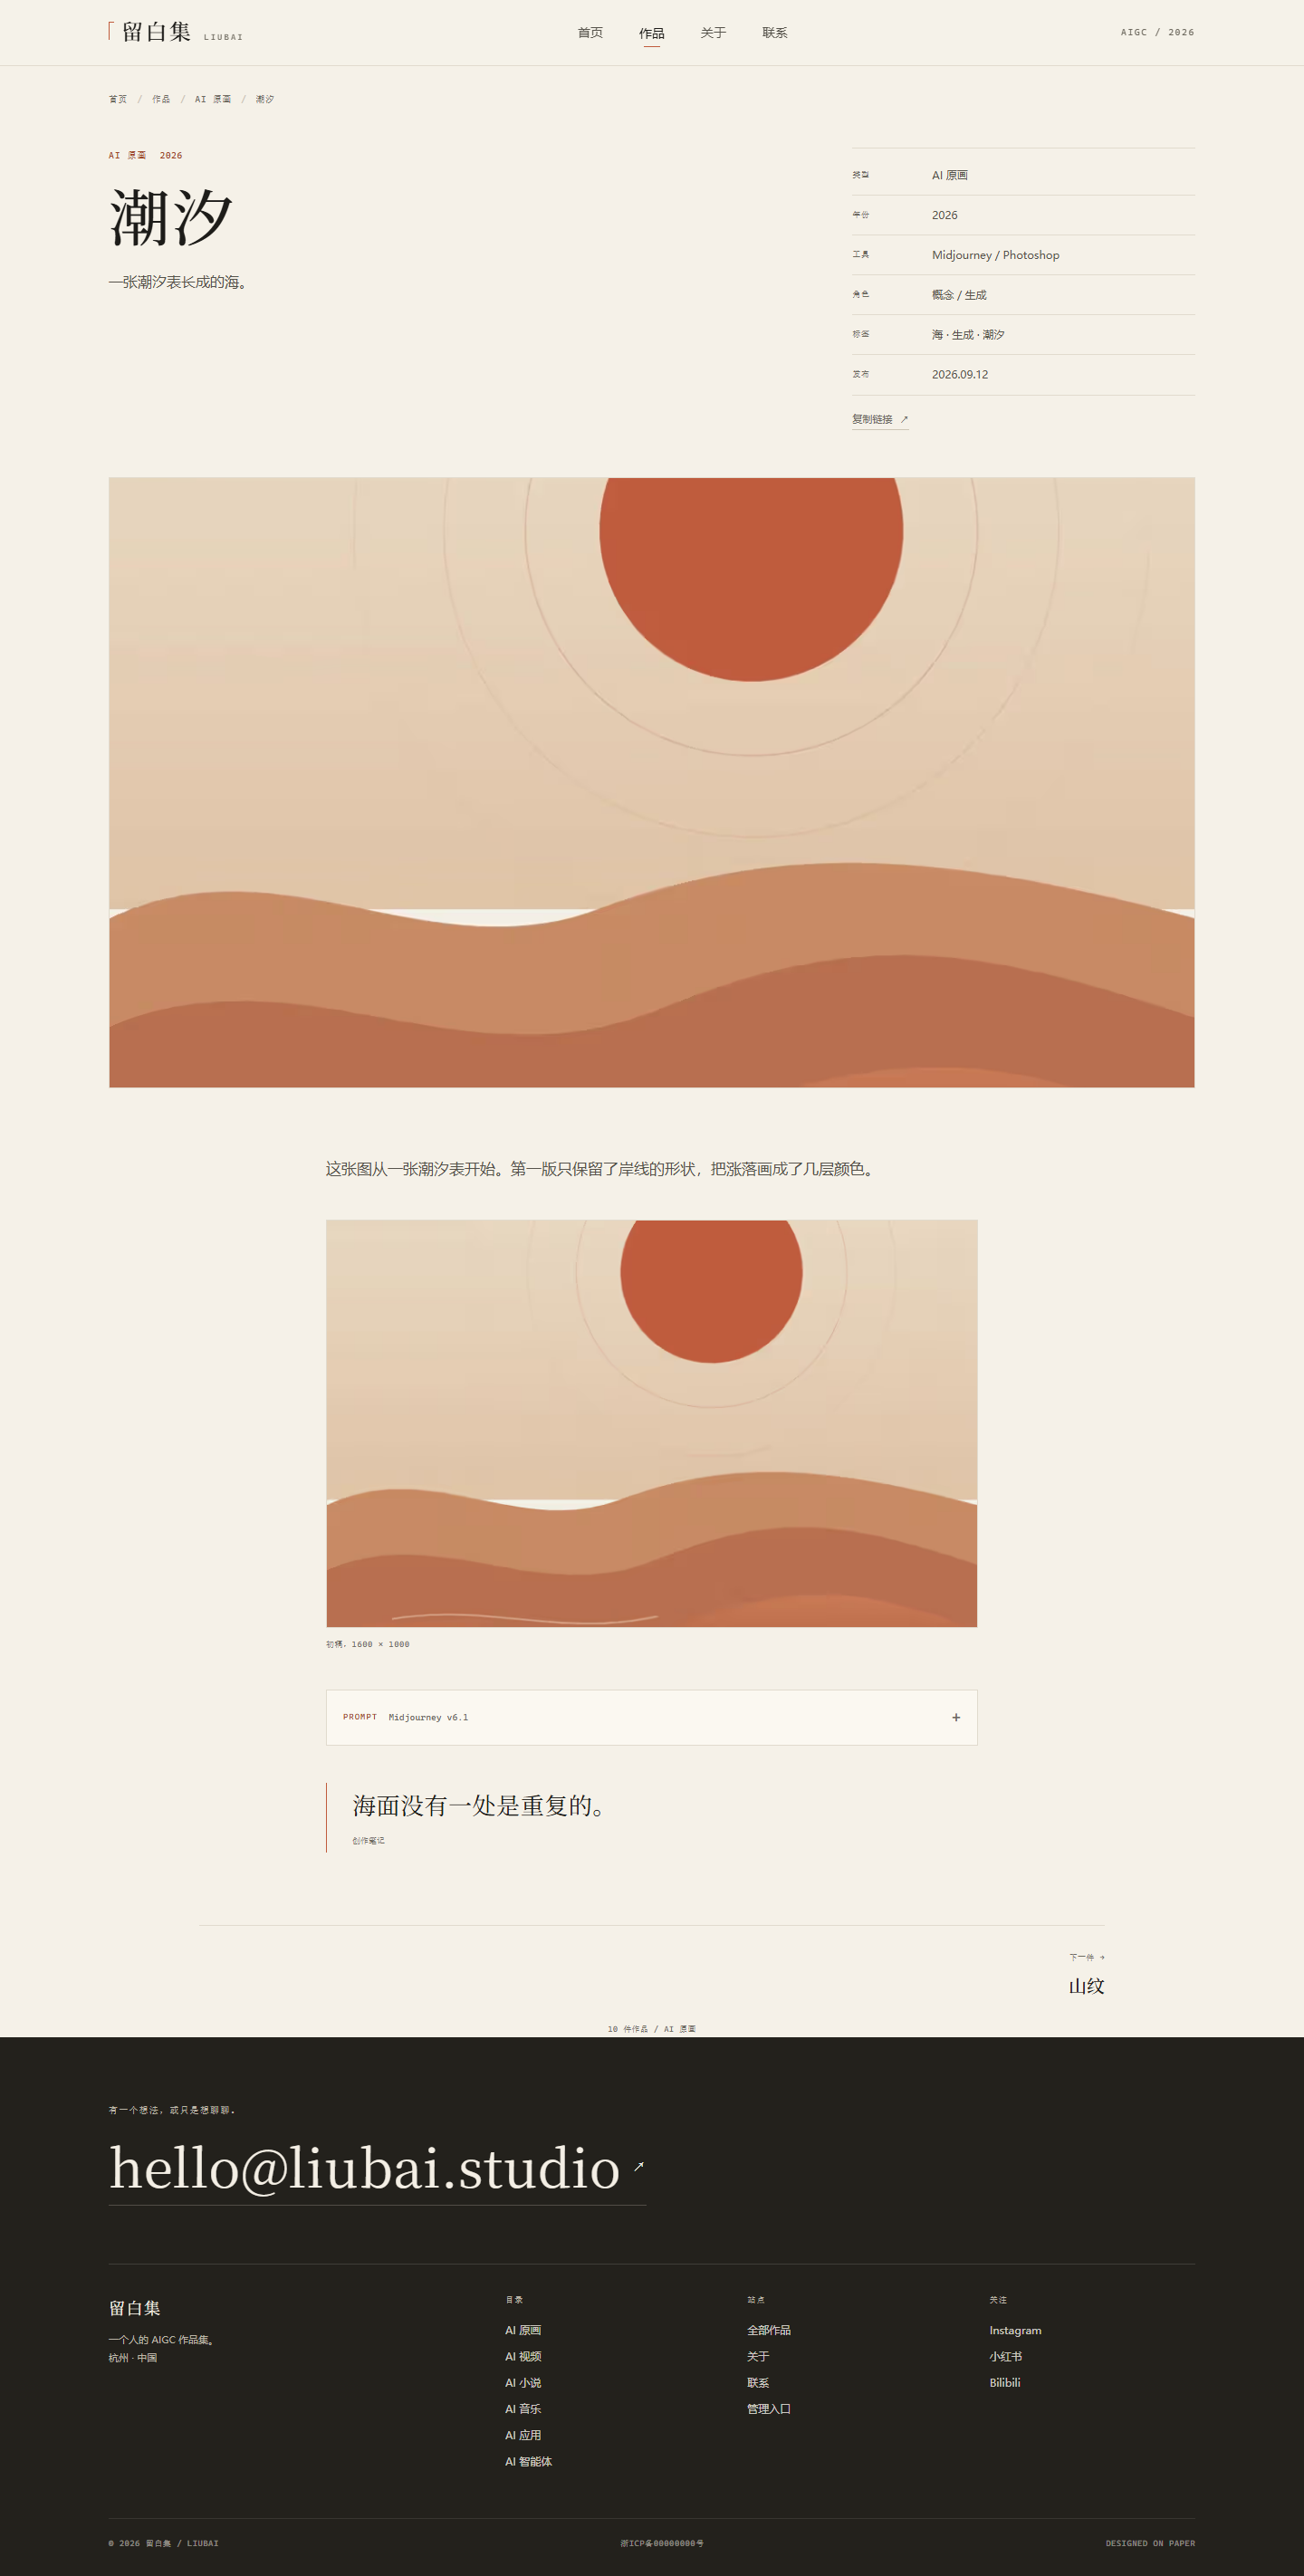 留白集 LIUBAI
首页 作品 关于 联系
AIGC / 2026
首页 / 作品 / AI 原画 / 潮汐
AI 原画 2026
潮汐
一张潮汐表长成的海。
类型 AI 原画
年份 2026
工具 Midjourney / Photoshop
角色 概念 / 生成
标签 海 · 生成 · 潮汐
发布 2026.09.12
复制链接 ↗
这张图从一张潮汐表开始。第一版只保留了岸线的形状，把涨落画成了几层颜色。
初稿，1600 × 1000
PROMPT Midjourney v6.1 +
海面没有一处是重复的。
创作笔记
下一件 →
山纹
10 件作品 / AI 原画
有一个想法，或只是想聊聊。
hello@liubai.studio ↗
留白集
一个人的 AIGC 作品集。
杭州 · 中国
目录
AI 原画
AI 视频
AI 小说
AI 音乐
AI 应用
AI 智能体
站点
全部作品
关于
联系
管理入口
关注
Instagram
小红书
Bilibili
© 2026 留白集 / LIUBAI
浙ICP备00000000号
DESIGNED ON PAPER